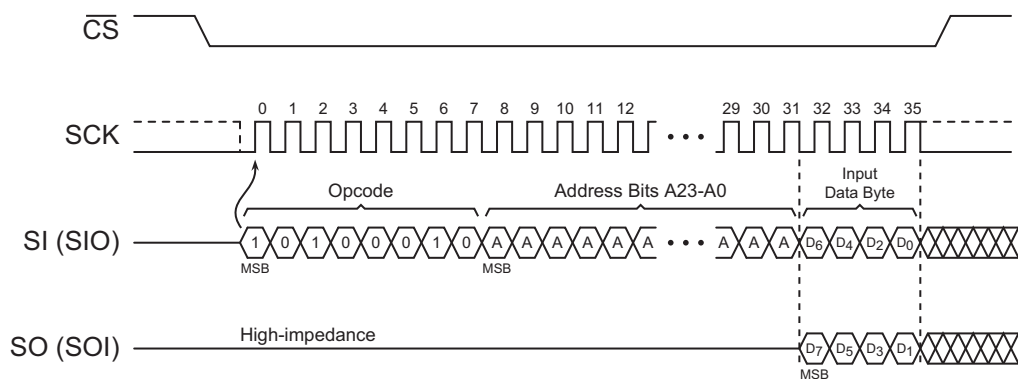 CS
0 1 2 3 4 5 6 7 8 9 10 11 12 29 30 31 32 33 34 35
SCK
Opcode Address Bits A23-A0 Input Data Byte
SI (SIO) 1 0 1 0 0 0 1 0 A A A A A A A A A D6 D4 D2 D0
MSB MSB
High-impedance
SO (SOI) D7 D5 D3 D1
MSB